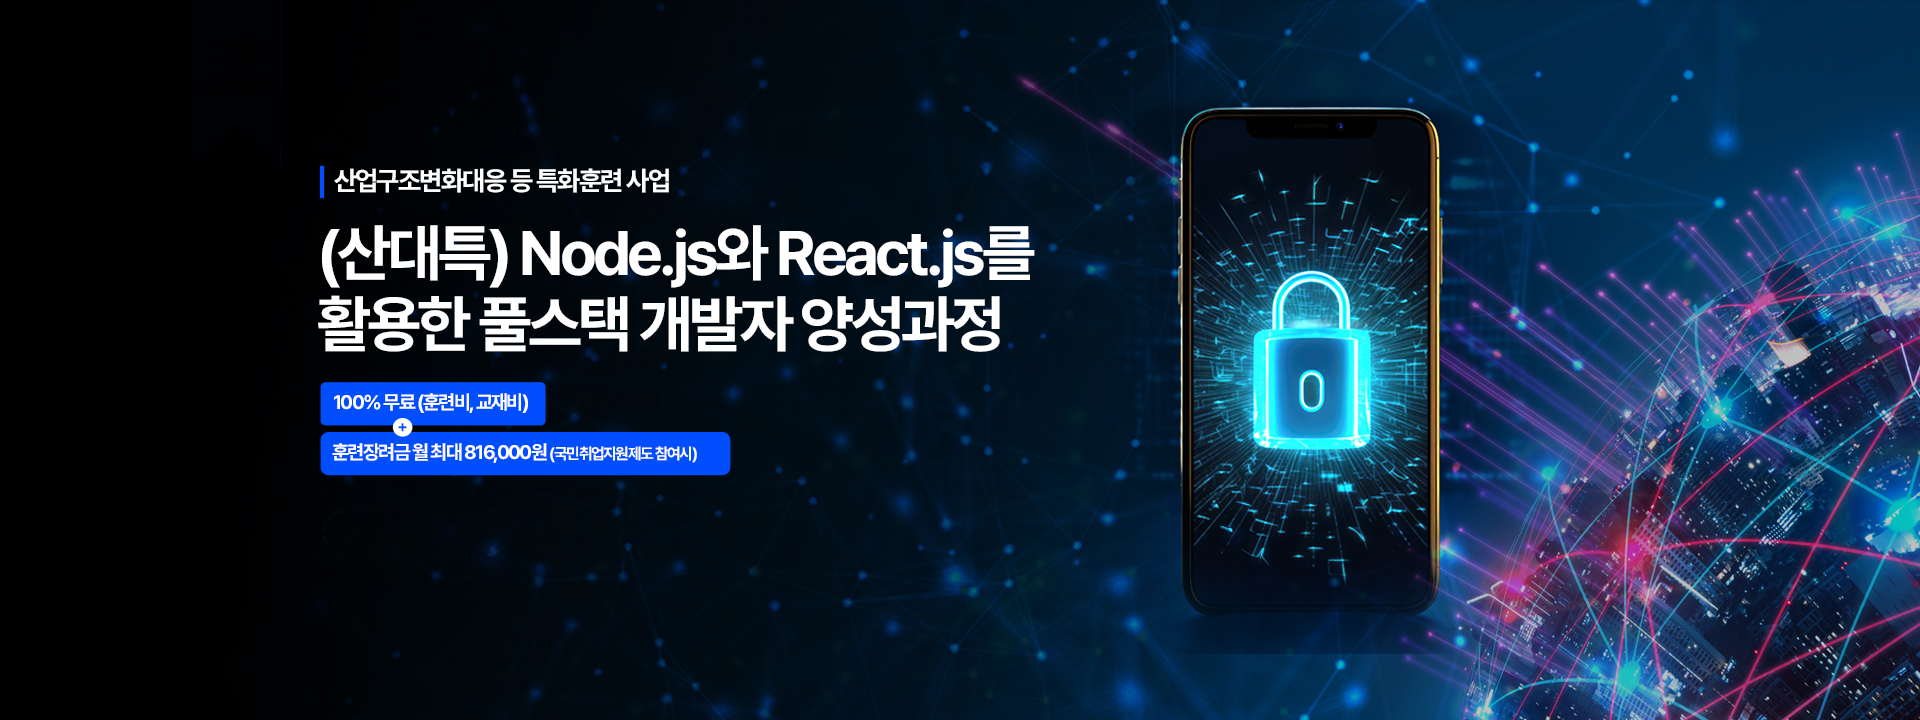 산업구조변화대응 등 특화훈련 사업
(산대특) Node.js와 React.js를
활용한 풀스택 개발자 양성과정
100% 무료 (훈련비, 교재비)
+
훈련장려금 월 최대 816,000원 (국민취업지원제도 참여시)